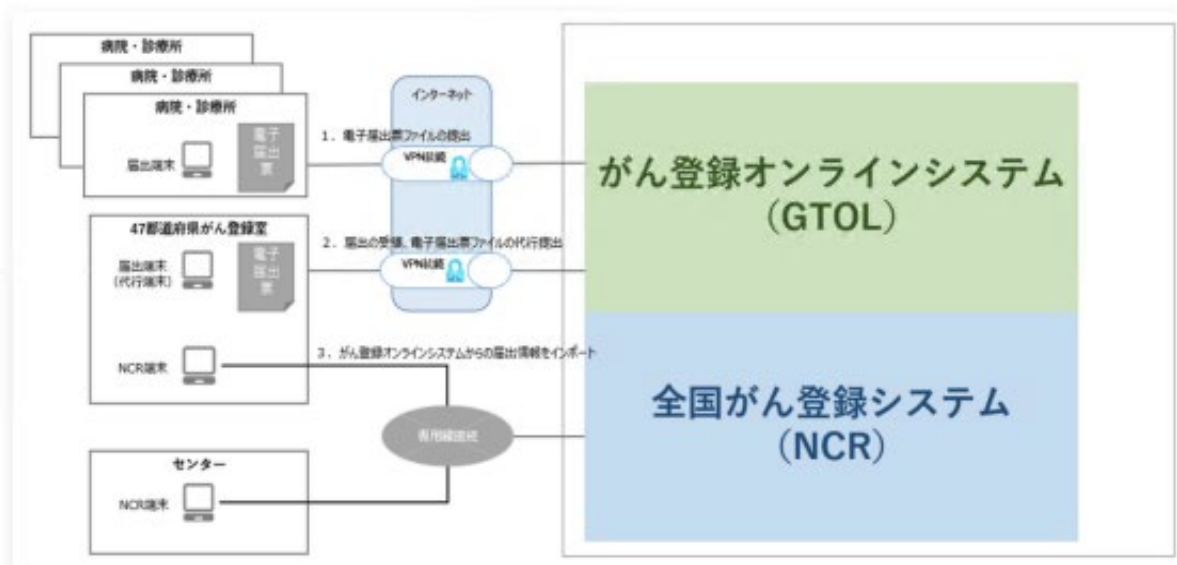 病院・診療所
病院・診療所
病院・診療所
届出端末
電子
届出
票
インターネット
1．電子届出票ファイルの提出
VPN接続
47都道府県がん登録室
届出端末
(代行端末)
電子
届出
票
2．届出の受領、電子届出票ファイルの代行提出
VPN接続
NCR端末
3．がん登録オンラインシステムからの届出情報をインポート
専用線接続
センター
NCR端末
がん登録オンラインシステム
（GTOL）
全国がん登録システム
（NCR）